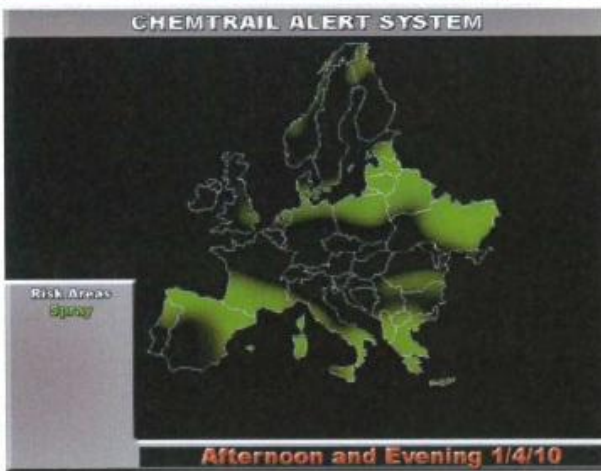 CHEMTRAIL ALERT SYSTEM
Risk Areas
Spray
Afternoon and Evening 1/4/10